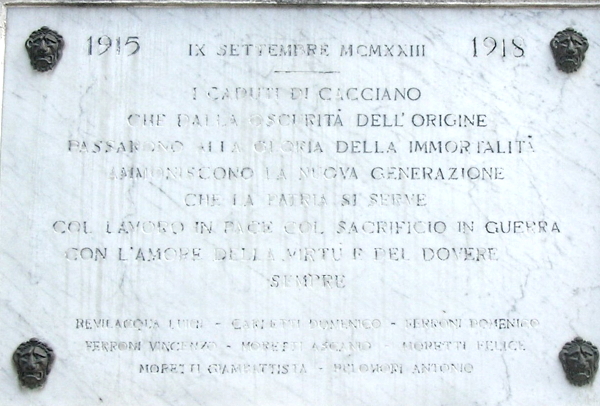 1915 IX SETTEMBRE MCMXXIII 1918
I CADUTI DI CACCIANO
CHE DALLA OSCURITÀ DELL'ORIGINE
PASSARONO ALLA GLORIA DELLA IMMORTALITÀ
AMMONISCONO LA NUOVA GENERAZIONE
CHE LA PATRIA SI SERVE
COL LAVORO IN PACE COL SACRIFICIO IN GUERRA
CON L'AMORE DELLA VIRTÙ E DEL DOVERE
SEMPRE
BEVILACQUA LUIGI - DOMENICO - FERRONI DOMENICO
FERRONI VINCENZO - MORETTI ASCANIO - MORETTI FELICE
MORETTI GIAMBATTISTA - ANTONIO